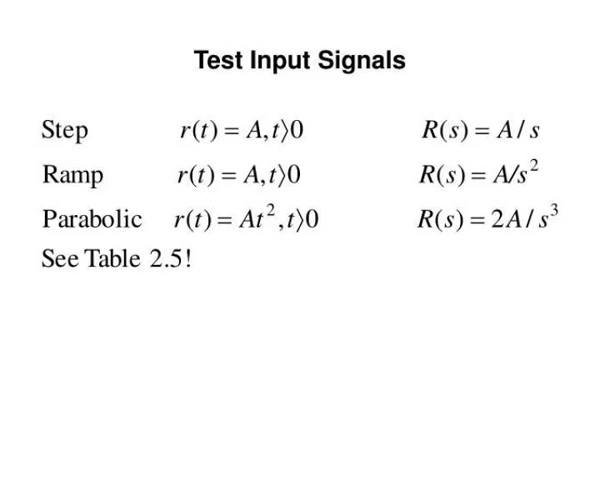 Test Input Signals
Step r(t) = A, t⟩0 R(s) = A / s
Ramp r(t) = A, t⟩0 R(s) = A/s²
Parabolic r(t) = At², t⟩0 R(s) = 2A / s³
See Table 2.5!